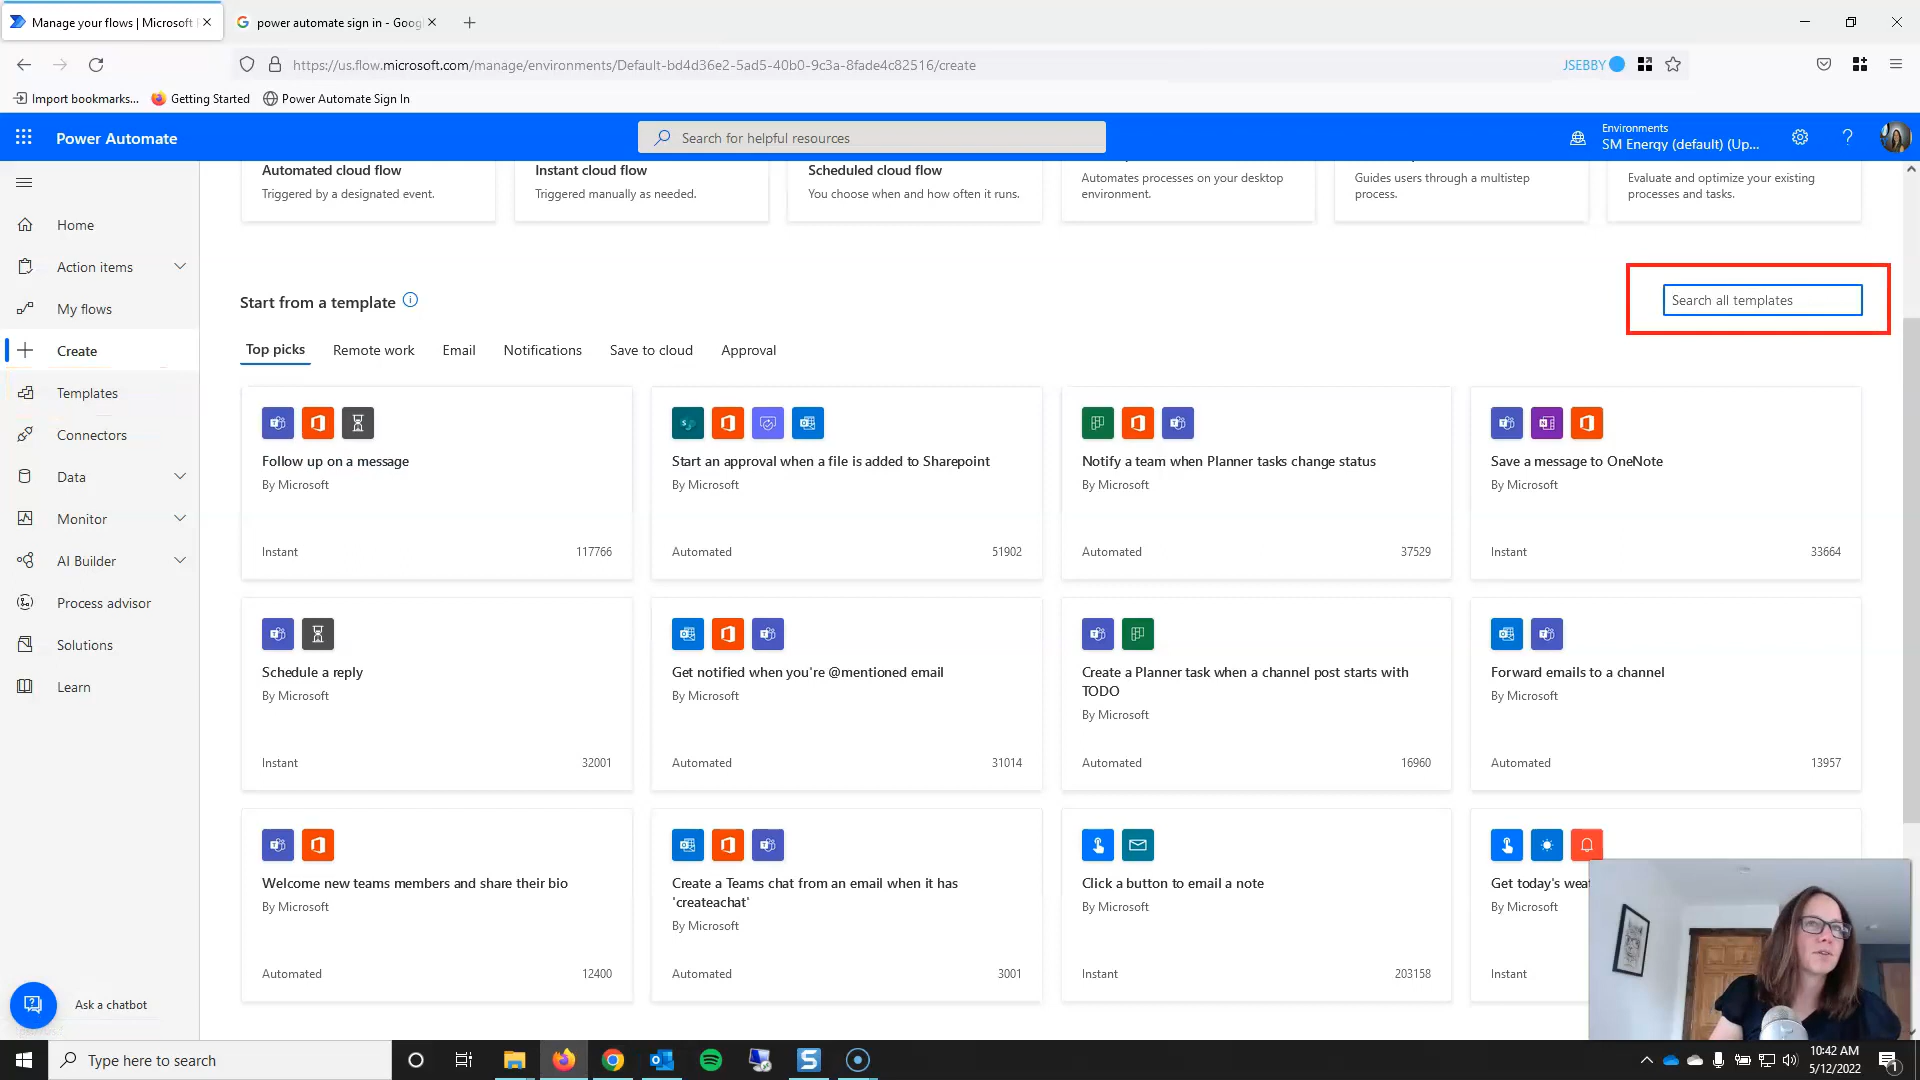 Manage your flows | Microsoft
power automate sign in - Goog
https://us.flow.microsoft.com/manage/environments/Default-bd4d36e2-5ad5-40b0-9c3a-8fade4c82516/create
JSEBBY
Import bookmarks...
Getting Started
Power Automate Sign In
Power Automate
Search for helpful resources
Environments
SM Energy (default) (Up...
Home
Action items
My flows
Create
Templates
Connectors
Data
Monitor
AI Builder
Process advisor
Solutions
Learn
Ask a chatbot
Automated cloud flow
Triggered by a designated event.
Instant cloud flow
Triggered manually as needed.
Scheduled cloud flow
You choose when and how often it runs.
Automates processes on your desktop
environment.
Guides users through a multistep
process.
Evaluate and optimize your existing
processes and tasks.
Start from a template
Search all templates
Top picks
Remote work
Email
Notifications
Save to cloud
Approval
Follow up on a message
By Microsoft
Instant
117766
Start an approval when a file is added to Sharepoint
By Microsoft
Automated
51902
Notify a team when Planner tasks change status
By Microsoft
Automated
37529
Save a message to OneNote
By Microsoft
Instant
33664
Schedule a reply
By Microsoft
Instant
32001
Get notified when you're @mentioned email
By Microsoft
Automated
31014
Create a Planner task when a channel post starts with
TODO
By Microsoft
Automated
16960
Forward emails to a channel
By Microsoft
Automated
13957
Welcome new teams members and share their bio
By Microsoft
Automated
12400
Create a Teams chat from an email when it has
'createachat'
By Microsoft
Automated
3001
Click a button to email a note
By Microsoft
Instant
203158
Get today's wea
By Microsoft
Instant
Type here to search
10:42 AM
5/12/2022
1